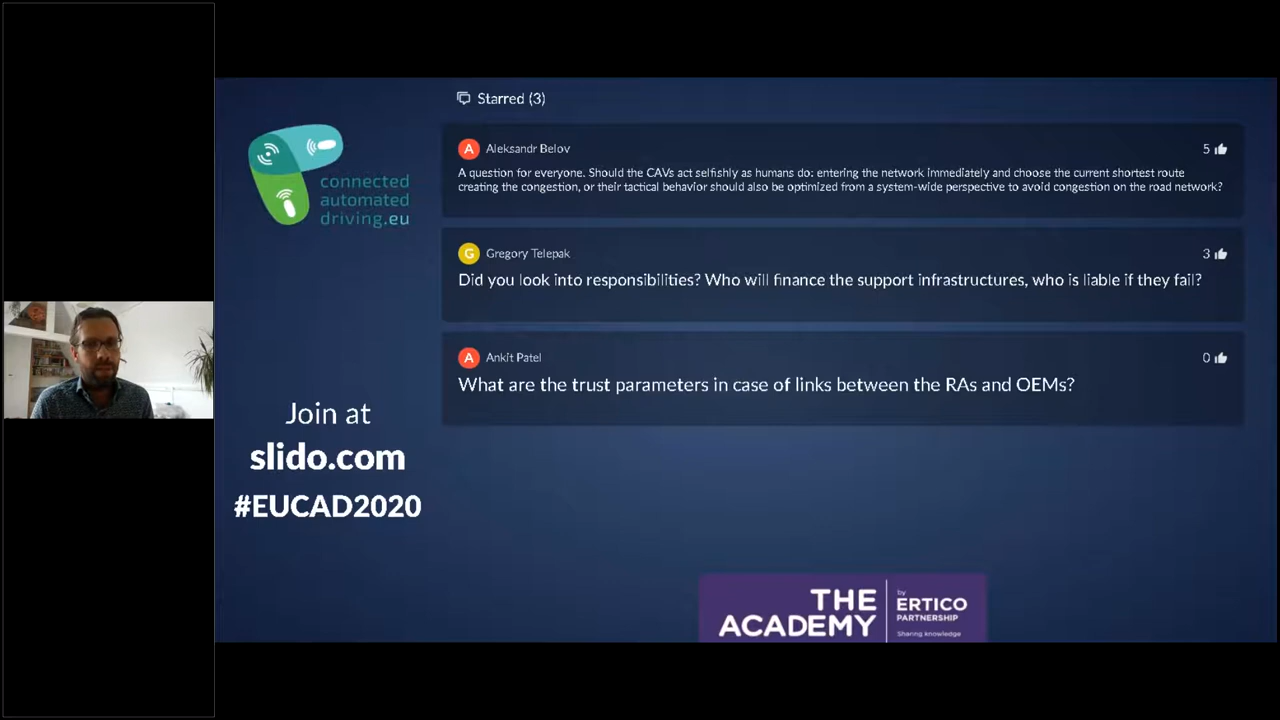 Starred (3)
A Aleksandr Belov 5
A question for everyone. Should the CAVs act selfishly as humans do: entering the network immediately and choose the current shortest route
creating the congestion, or their tactical behavior should also be optimized from a system-wide perspective to avoid congestion on the road network?
connected
automated
driving.eu
G Gregory Telepak 3
Did you look into responsibilities? Who will finance the support infrastructures, who is liable if they fail?
A Ankit Patel 0
What are the trust parameters in case of links between the RAs and OEMs?
Join at
slido.com
#EUCAD2020
THE
ACADEMY
by
ERTICO
PARTNERSHIP
Sharing knowledge